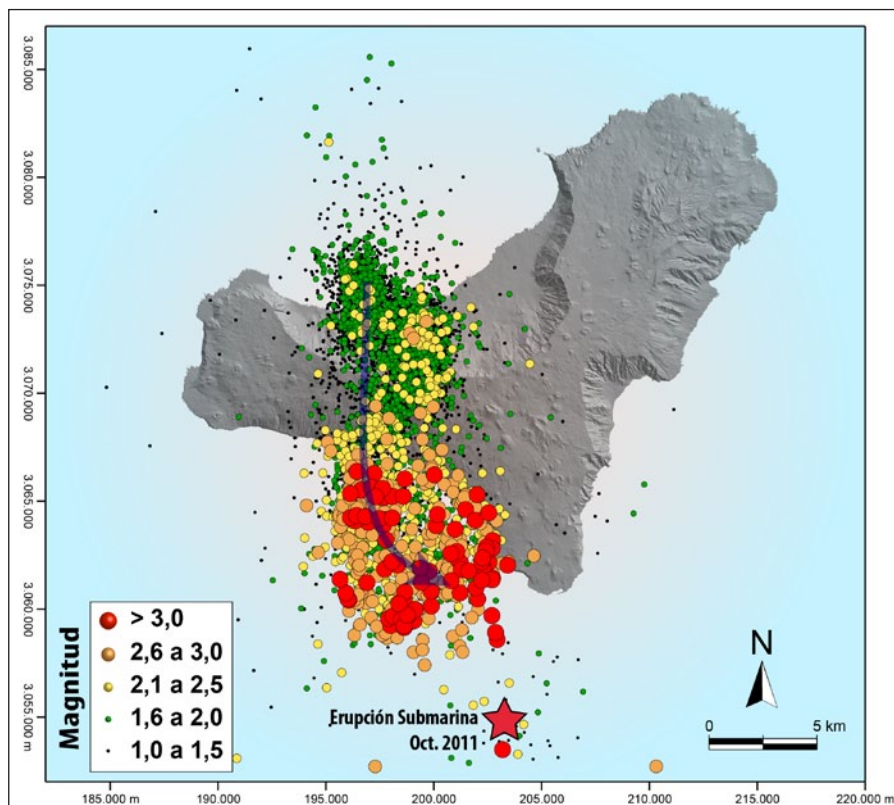 3.085.000
3.080.000
3.075.000
3.070.000
3.065.000
3.060.000
3.055.000 m
Magnitud
> 3,0
2,6 a 3,0
2,1 a 2,5
1,6 a 2,0
1,0 a 1,5
Erupción Submarina
Oct. 2011
N
0 5 km
185.000 m 190.000 195.000 200.000 205.000 210.000 215.000 220.000 m